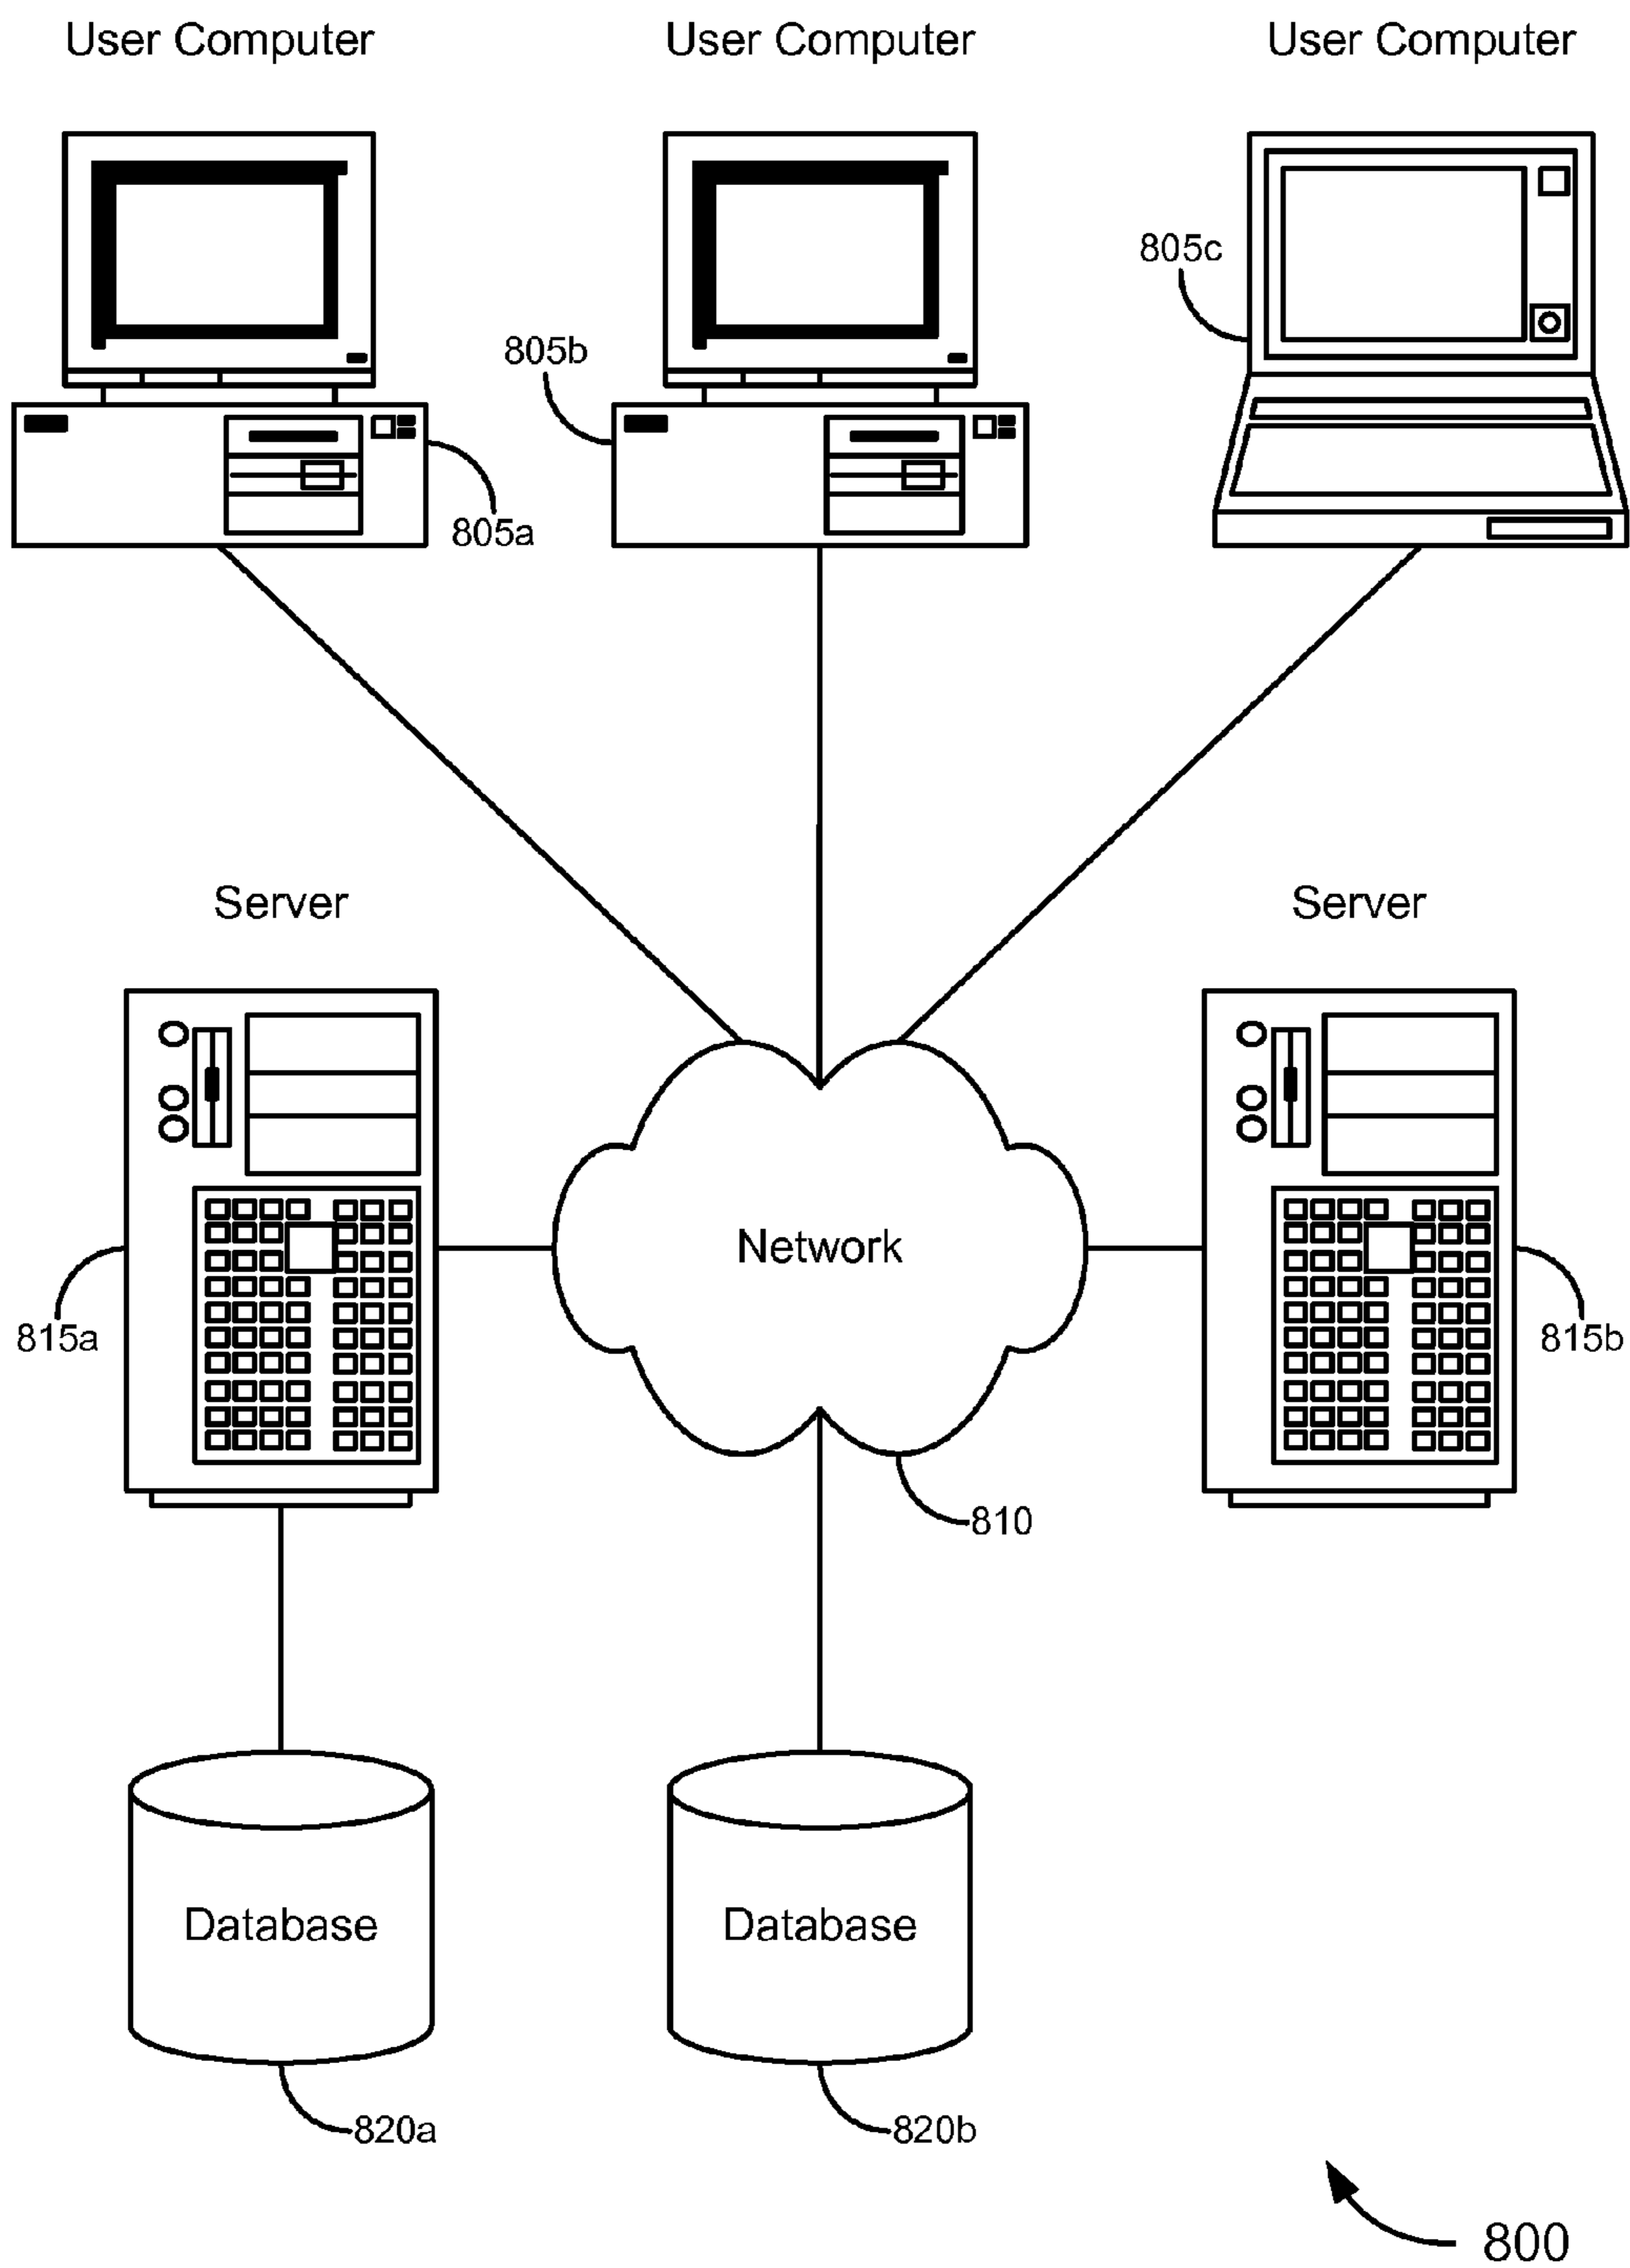 User Computer
User Computer
User Computer
805c
805b
805a
Server
Server
Network
815a
815b
810
Database
Database
820a
820b
800